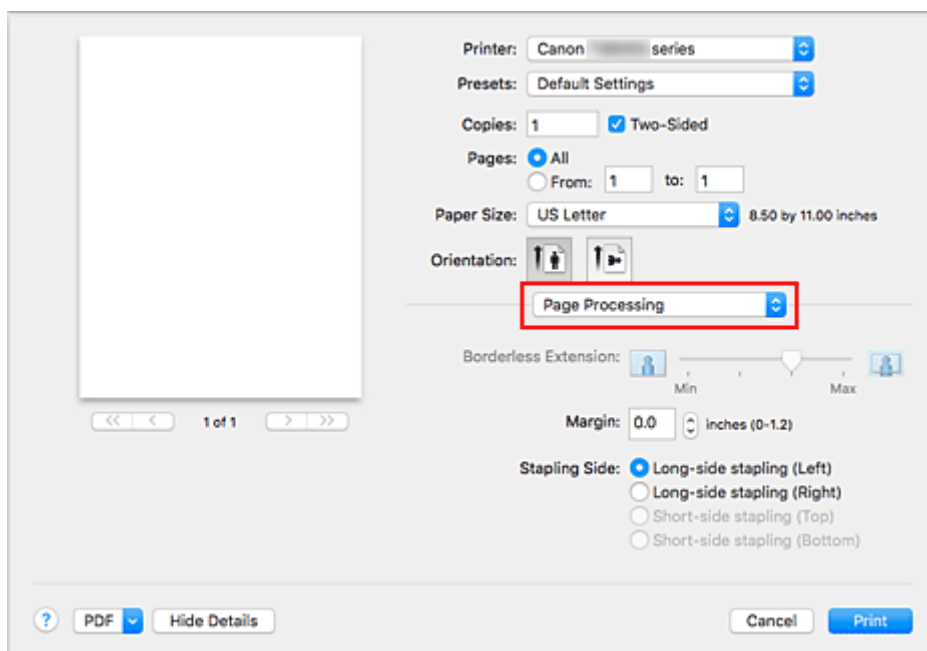 Printer: Canon series
Presets: Default Settings
Copies: 1 Two-Sided
Pages: All
From: 1 to: 1
Paper Size: US Letter 8.50 by 11.00 inches
Orientation:
Page Processing
Borderless Extension:
Min Max
1 of 1
Margin: 0.0 inches (0-1.2)
Stapling Side: Long-side stapling (Left)
Long-side stapling (Right)
Short-side stapling (Top)
Short-side stapling (Bottom)
? PDF Hide Details Cancel Print